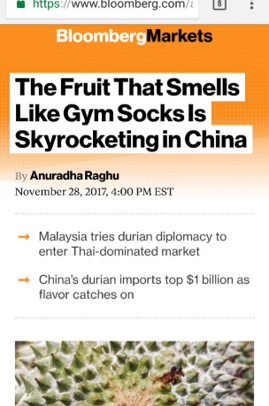 https://www.bloomberg.com/
8
BloombergMarkets
The Fruit That Smells
Like Gym Socks Is
Skyrocketing in China
By Anuradha Raghu
November 28, 2017, 4:00 PM EST
→ Malaysia tries durian diplomacy to
enter Thai-dominated market
→ China's durian imports top $1 billion as
flavor catches on